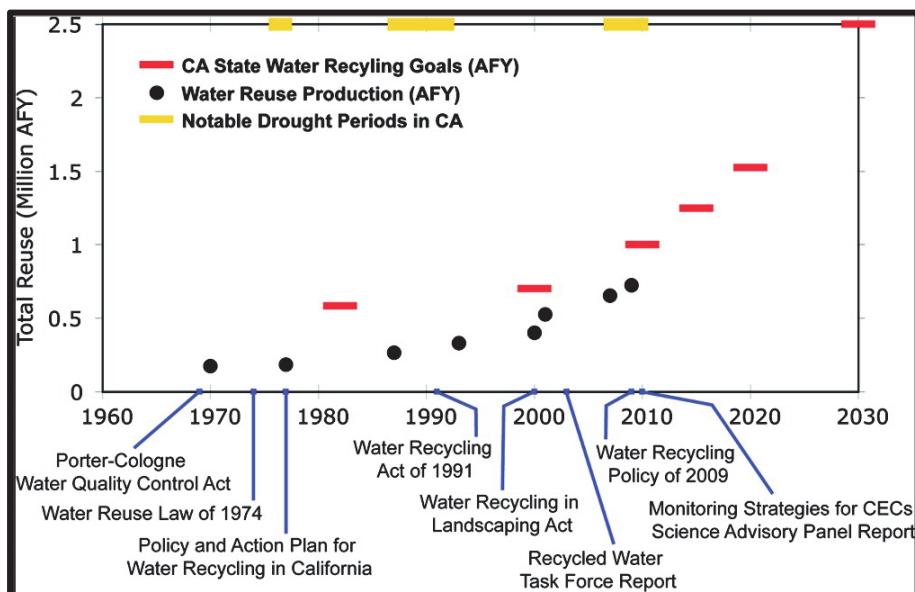 2.5
2
1.5
1
0.5
0
Total Reuse (Million AFY)
CA State Water Recyling Goals (AFY)
Water Reuse Production (AFY)
Notable Drought Periods in CA
1960 1970 1980 1990 2000 2010 2020 2030
Porter-Cologne
Water Quality Control Act
Water Reuse Law of 1974
Policy and Action Plan for
Water Recycling in California
Water Recycling
Act of 1991
Water Recycling in
Landscaping Act
Recycled Water
Task Force Report
Water Recycling
Policy of 2009
Monitoring Strategies for CECs
Science Advisory Panel Report